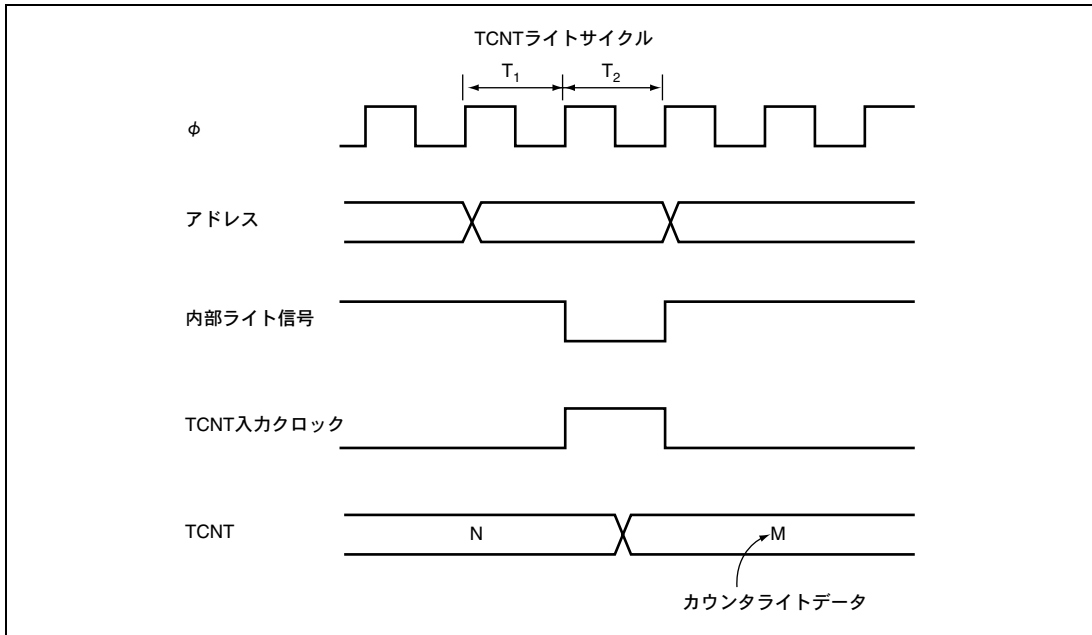 TCNTライトサイクル
T1 T2
φ
アドレス
内部ライト信号
TCNT入力クロック
TCNT N M
カウンタライトデータ